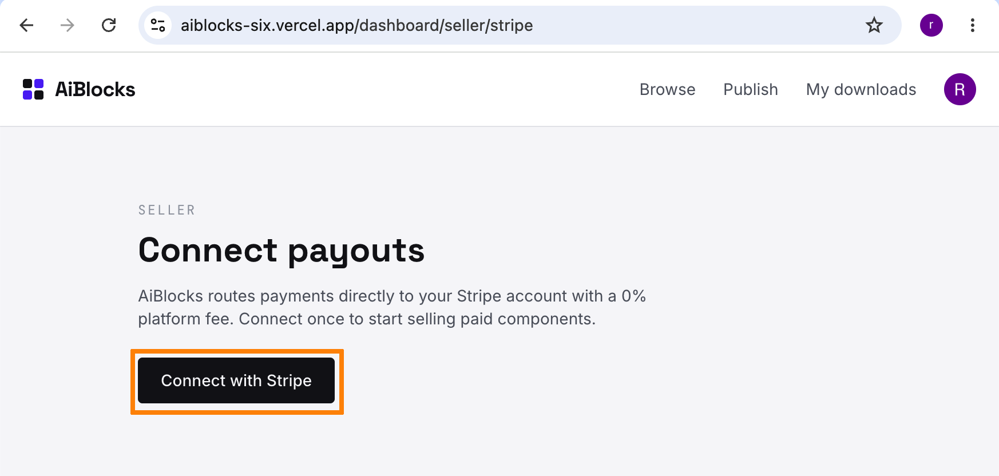 aiblocks-six.vercel.app/dashboard/seller/stripe
r
AiBlocks
Browse
Publish
My downloads
R
SELLER
Connect payouts
AiBlocks routes payments directly to your Stripe account with a 0%
platform fee. Connect once to start selling paid components.
Connect with Stripe